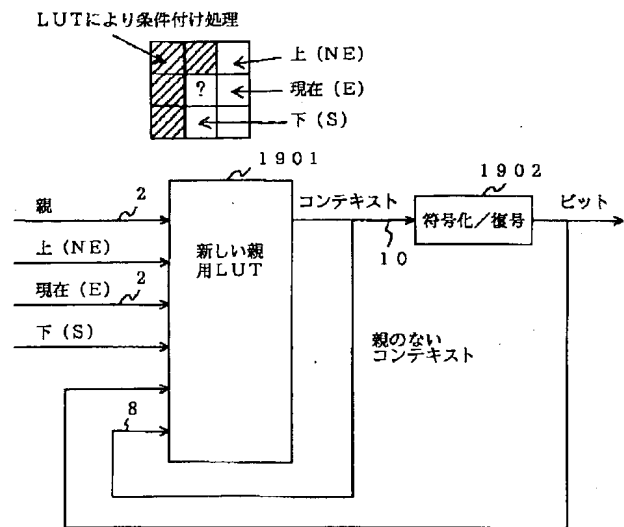 LUTにより条件付け処理
上(NE)
?
現在(E)
下(S)
1901
1902
親
2
コンテキスト
ビット
新しい親
用LUT
符号化/復号
上(NE)
10
現在(E)
2
下(S)
親のない
コンテキスト
8